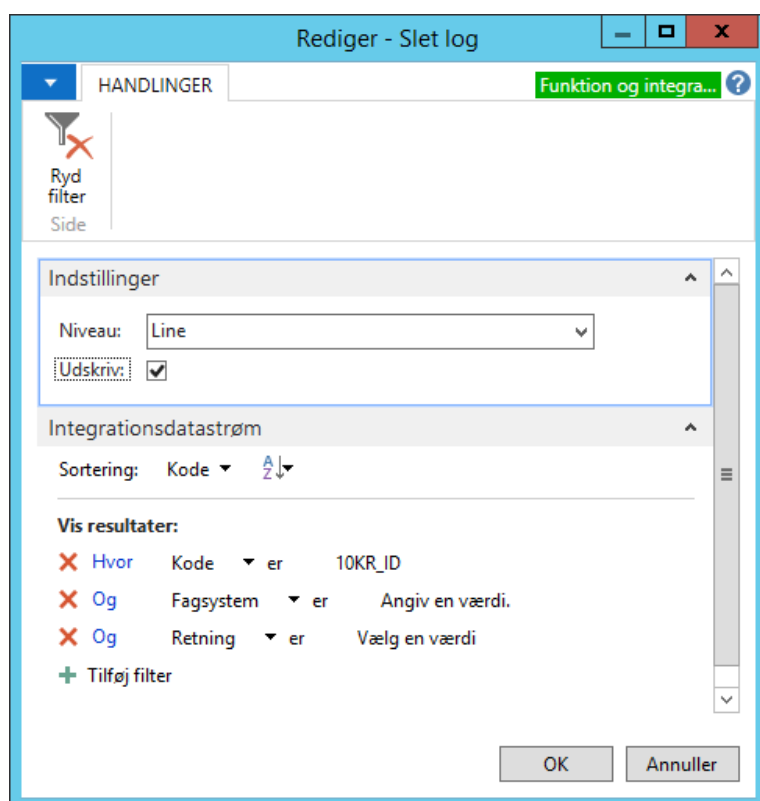 Rediger - Slet log
HANDLINGER
Funktion og integra...
Ryd
filter
Side
Indstillinger
Niveau: Line
Udskriv:
Integrationsdatastrøm
Sortering: Kode
Vis resultater:
Hvor Kode er 10KR_ID
Og Fagsystem er Angiv en værdi.
Og Retning er Vælg en værdi
Tilføj filter
OK Annuller